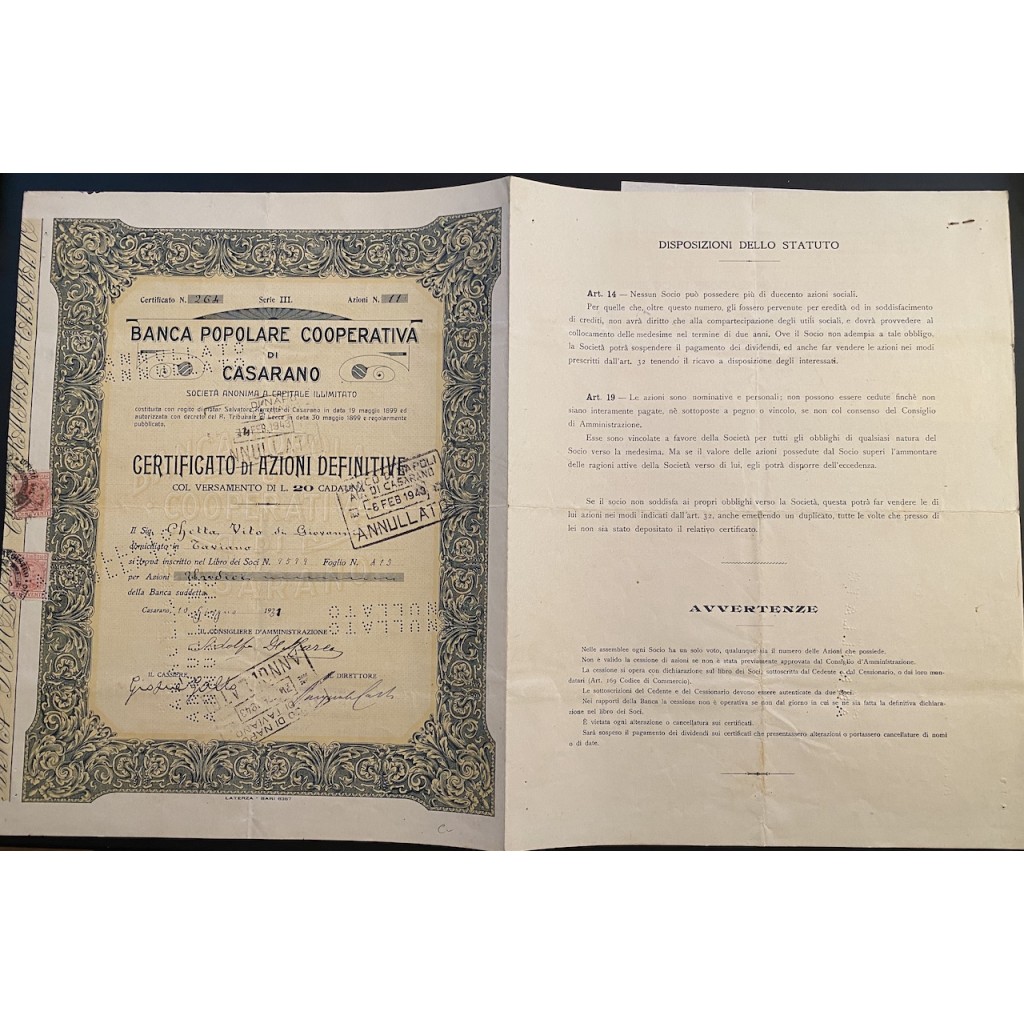 Certificato N. 264 Serie III. Azioni N. 11
BANCA POPOLARE COOPERATIVA
DI
CASARANO
SOCIETÀ ANONIMA A CAPITALE ILLIMITATO
costituita con rogito di notar Salvatore di Casarano in data 19 maggio 1899 ed
autorizzata con decreto del R. Tribunale di Lecce in data 30 maggio 1899 e regolarmente
pubblicato.
CERTIFICATO DI AZIONI DEFINITIVE
COL VERSAMENTO DI L. 20 CADAUNA
Il Sig. Ghetta Vito di Giovanni
domiciliato in Taviano
si trova inscritto nel Libro dei Soci N. Foglio N.
per Azioni Undici
della Banca suddetta.
Casarano, 10 1931
IL CONSIGLIERE D'AMMINISTRAZIONE
IL CASSIERE IL DIRETTORE
LATERZA - BARI
ANNULLATO
FEB.1943
ANNULLATO
DI CASARANO
-6 FEB 1943
ANNULLATO
ANNULLATO
DISPOSIZIONI DELLO STATUTO
Art. 14 — Nessun Socio può possedere più di duecento azioni sociali.
Per quelle che, oltre questo numero, gli fossero pervenute per eredità od in soddisfacimento
di crediti, non avrà diritto alla compartecipazione degli utili sociali, e dovrà provvedere al
collocamento delle medesime nel termine di due anni. Ove il Socio non adempia a tale obbligo,
la Società potrà sospendere il pagamento dei dividendi, ed anche far vendere le azioni nei modi
prescritti dall'art. 32 tenendo il ricavo a disposizione degli interessati.
Art. 19 — Le azioni sono nominative e personali; non possono essere cedute finchè non
siano interamente pagate, nè sottoposte a pegno o vincolo, se non col consenso del Consiglio
di Amministrazione.
Esse sono vincolate a favore della Società per tutti gli obblighi di qualsiasi natura del
Socio verso la medesima. Ma se il valore delle azioni possedute dal Socio superi l'ammontare
delle ragioni attive della Società verso di lui, egli potrà disporre dell'eccedenza.
Se il socio non soddisfa ai propri obblighi verso la Società, questa potrà far vendere le di
lui azioni nei modi indicati dall'art. 32, anche emettendo un duplicato, tutte le volte che presso di
lei non sia stato depositato il relativo certificato.
AVVERTENZE
Nelle assemblee ogni Socio ha un solo voto, qualunque sia il numero delle Azioni che possiede.
Non è valida la cessione di azioni se non è stata previamente approvata dal Consiglio d'Amministrazione.
La cessione si opera con dichiarazione sul libro dei Soci, sottoscritta dal Cedente e dal Cessionario, o dai loro man-
datari (Art. 169 Codice di Commercio).
Le sottoscrizioni del Cedente e del Cessionario devono essere autenticate da due Soci.
Nei rapporti della Banca la cessione non è operativa se non dal giorno in cui se ne sia fatta la definitiva dichiara-
zione nel libro dei Soci.
È vietata ogni alterazione o cancellatura sui certificati.
Sarà sospeso il pagamento dei dividendi sui certificati che presentassero alterazioni o portassero cancellature di nomi
o di date.